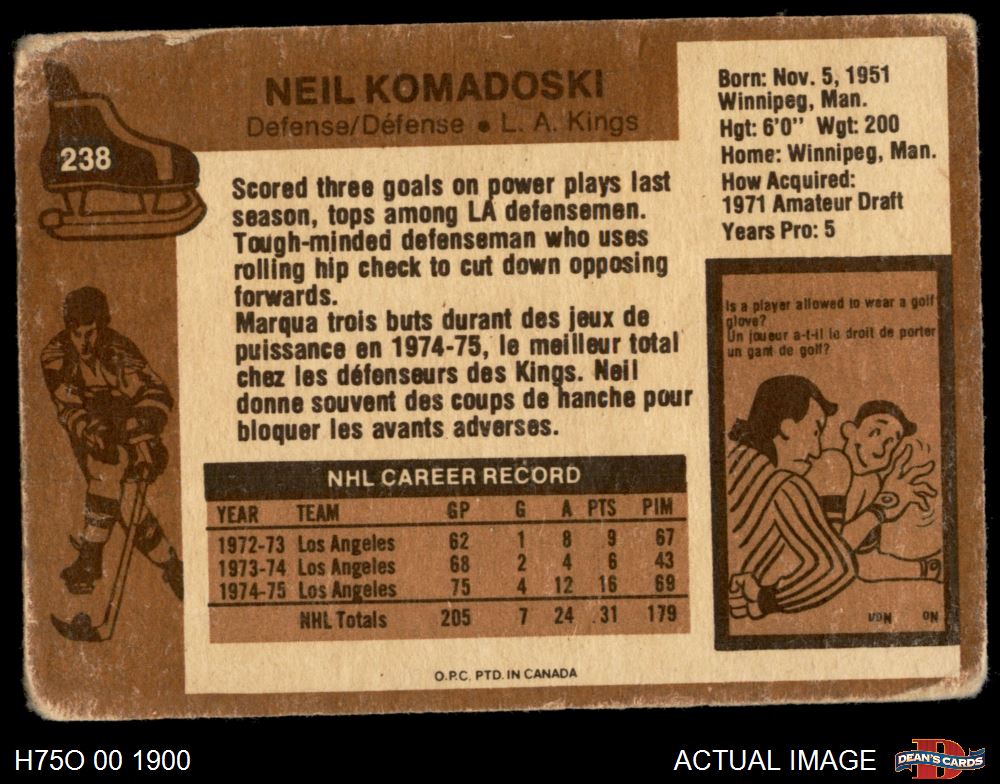 NEIL KOMADOSKI
Defense/Défense • L. A. Kings
238
Born: Nov. 5, 1951
Winnipeg, Man.
Hgt: 6'0" Wgt: 200
Home: Winnipeg, Man.
How Acquired:
1971 Amateur Draft
Years Pro: 5
Scored three goals on power plays last
season, tops among LA defensemen.
Tough-minded defenseman who uses
rolling hip check to cut down opposing
forwards.
Marqua trois buts durant des jeux de
puissance en 1974-75, le meilleur total
chez les défenseurs des Kings. Neil
donne souvent des coups de hanche pour
bloquer les avants adverses.
Is a player allowed to wear a golf
glove?
Un joueur a-t-il le droit de porter
un gant de golf?
NON NO
NHL CAREER RECORD
YEAR TEAM GP G A PTS PIM
1972-73 Los Angeles 62 1 8 9 67
1973-74 Los Angeles 68 2 4 6 43
1974-75 Los Angeles 75 4 12 16 69
NHL Totals 205 7 24 31 179
O.P.C. PTD. IN CANADA
H75O 00 1900
ACTUAL IMAGE
DEAN'S CARDS